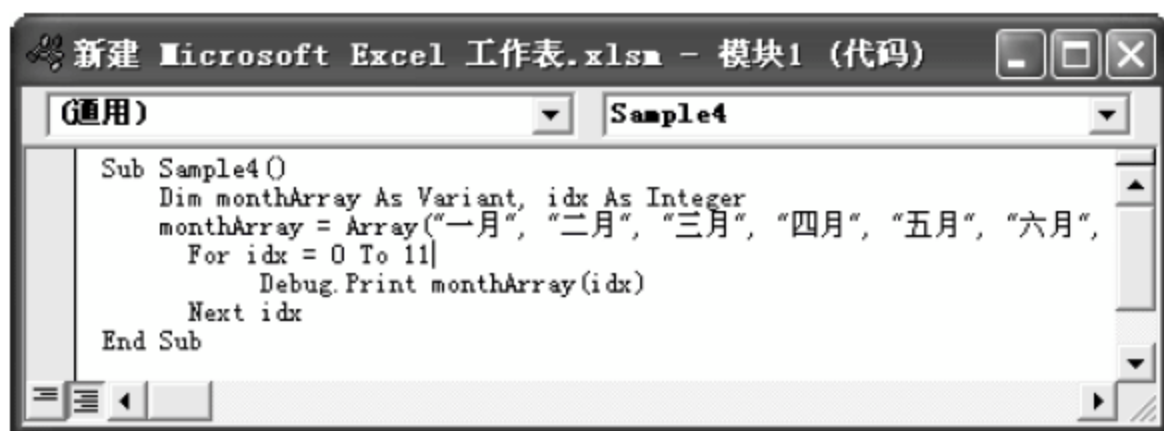 新建 Microsoft Excel 工作表.xlsm - 模块1 (代码)
(通用) Sample4
Sub Sample4()
Dim monthArray As Variant, idx As Integer
monthArray = Array("一月", "二月", "三月", "四月", "五月", "六月",
For idx = 0 To 11
Debug.Print monthArray(idx)
Next idx
End Sub